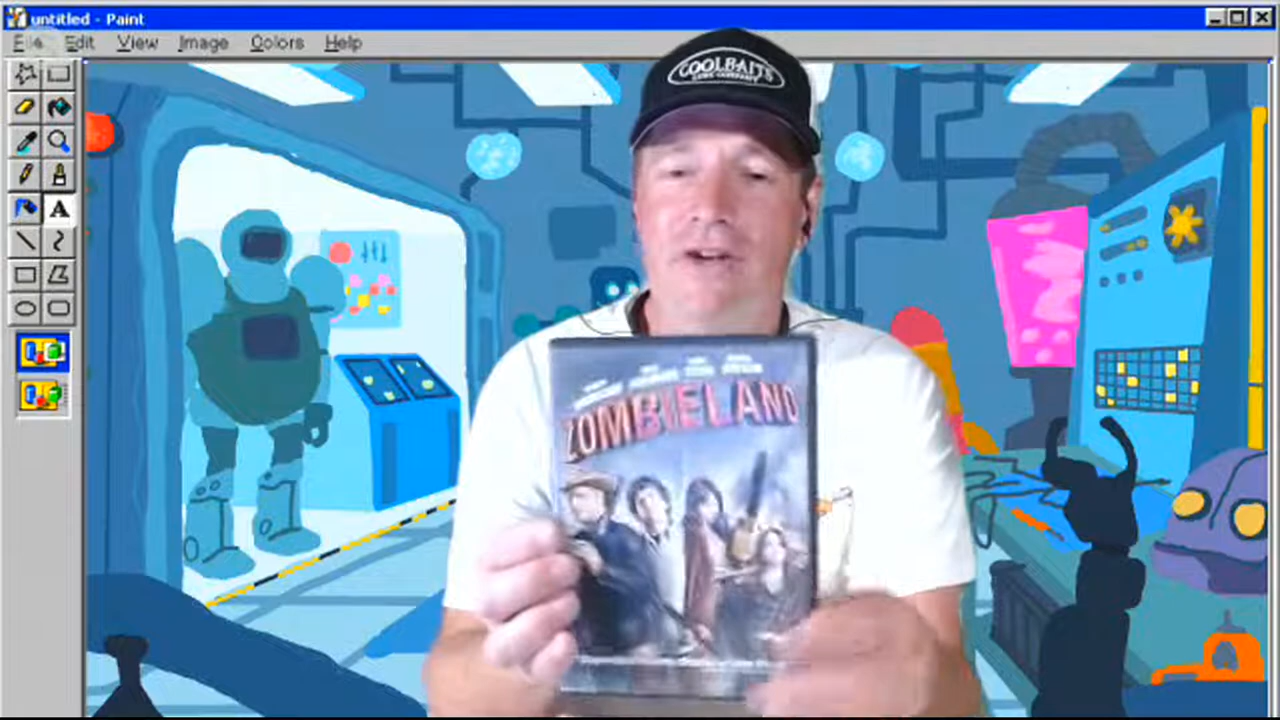 untitled - Paint
File Edit View Image Colors Help
A
COOLBAITS
ZOMBIELAND